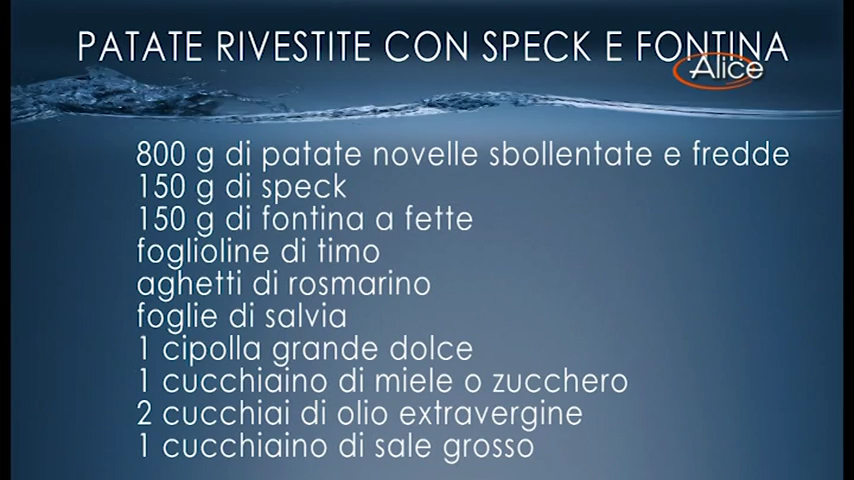 PATATE RIVESTITE CON SPECK E FONTINA
Alice
800 g di patate novelle sbollentate e fredde
150 g di speck
150 g di fontina a fette
foglioline di timo
aghetti di rosmarino
foglie di salvia
1 cipolla grande dolce
1 cucchiaino di miele o zucchero
2 cucchiai di olio extravergine
1 cucchiaino di sale grosso